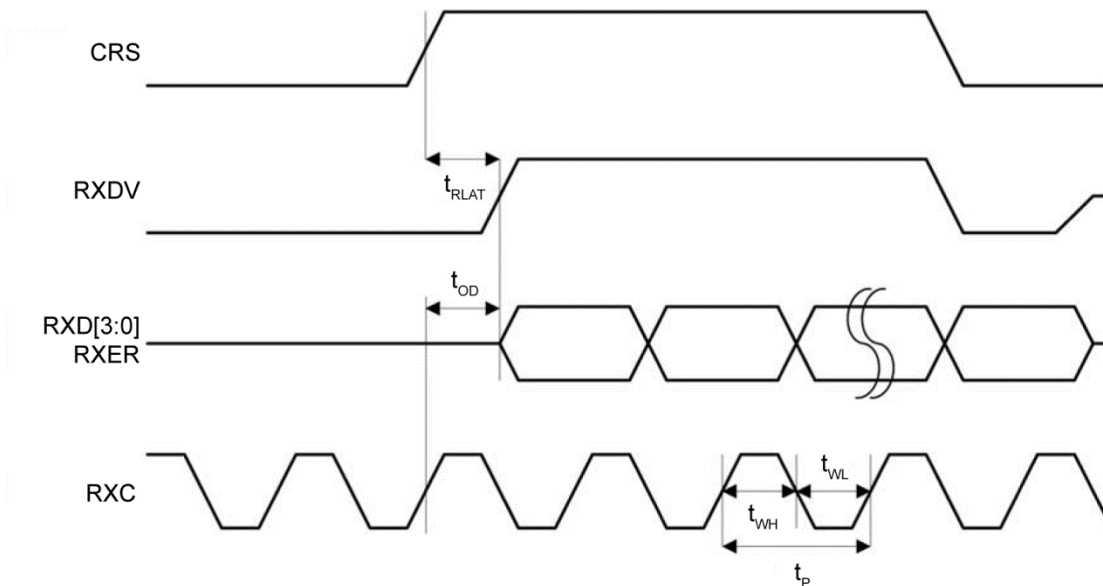 CRS
RXDV
t_RLAT
t_OD
RXD[3:0]
RXER
RXC
t_WH
t_WL
t_P